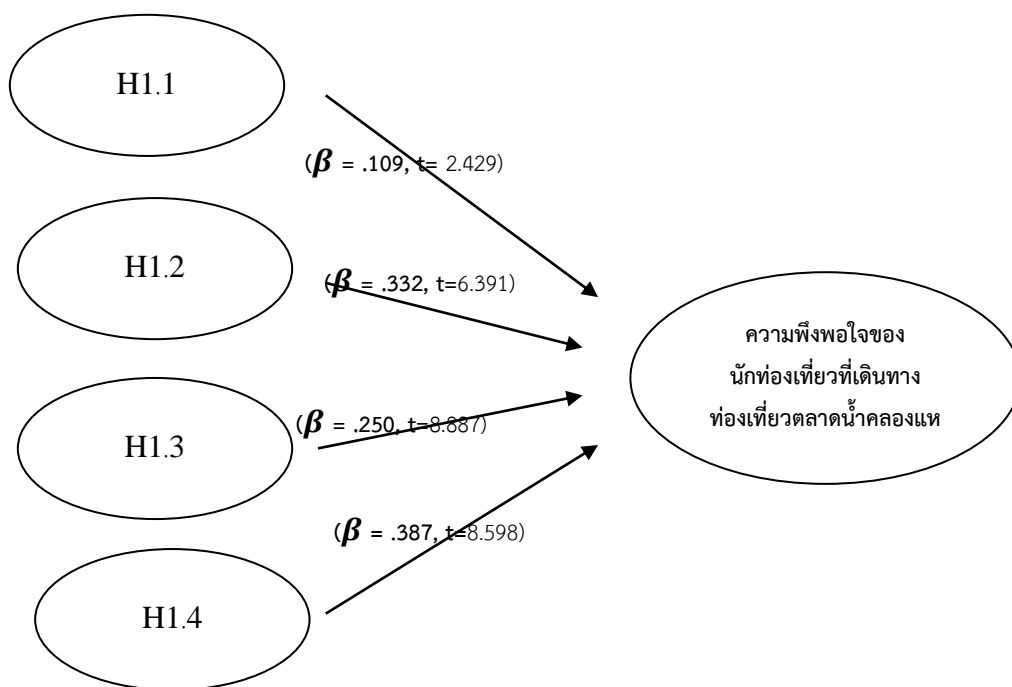 H1.1
(β = .109, t= 2.429)
H1.2
(β = .332, t=6.391)
H1.3
(β = .250, t=8.887)
H1.4
(β = .387, t=8.598)
ความพึงพอใจของ
นักท่องเที่ยวที่เดินทาง
ท่องเที่ยวตลาดน้ำคลองแห